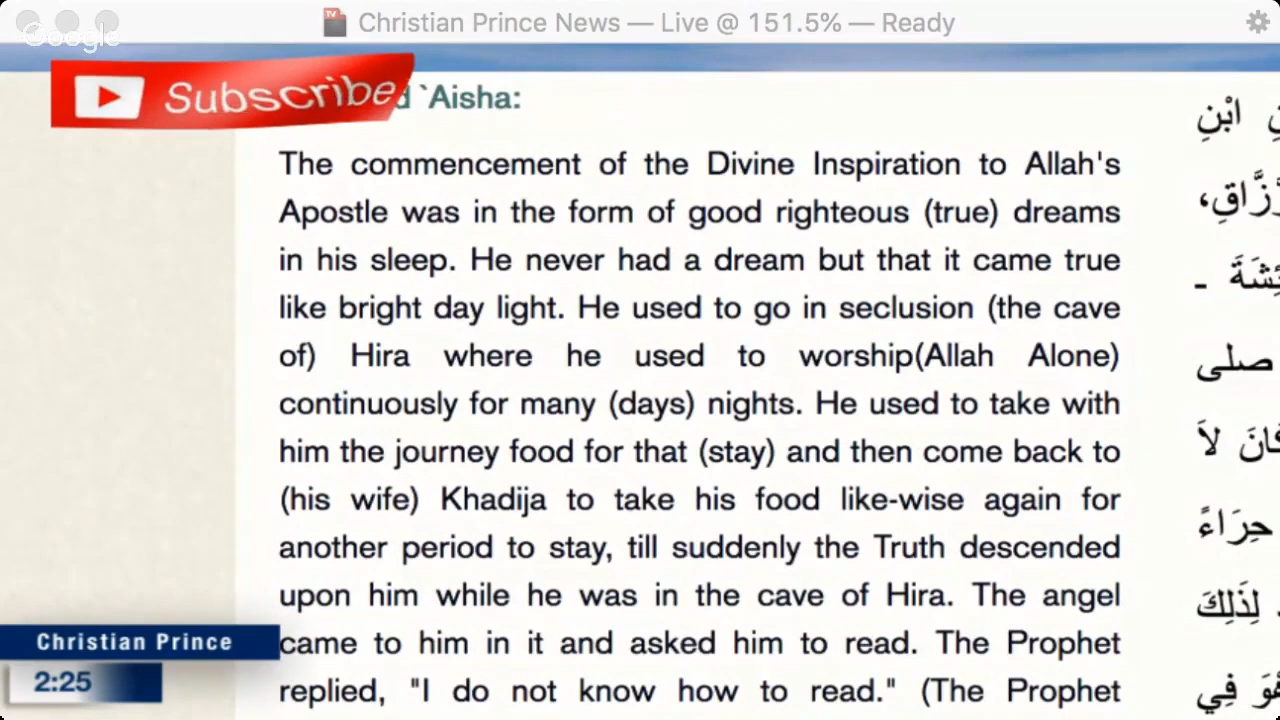 Christian Prince News — Live @ 151.5% — Ready
Google
Subscribe
`Aisha:
The commencement of the Divine Inspiration to Allah's
Apostle was in the form of good righteous (true) dreams
in his sleep. He never had a dream but that it came true
like bright day light. He used to go in seclusion (the cave
of) Hira where he used to worship(Allah Alone)
continuously for many (days) nights. He used to take with
him the journey food for that (stay) and then come back to
(his wife) Khadija to take his food like-wise again for
another period to stay, till suddenly the Truth descended
upon him while he was in the cave of Hira. The angel
came to him in it and asked him to read. The Prophet
replied, "I do not know how to read." (The Prophet
ابْنِ
صلى
لاَ
حِرَاءً
لِذَلِكَ
فِي
Christian Prince
2:25